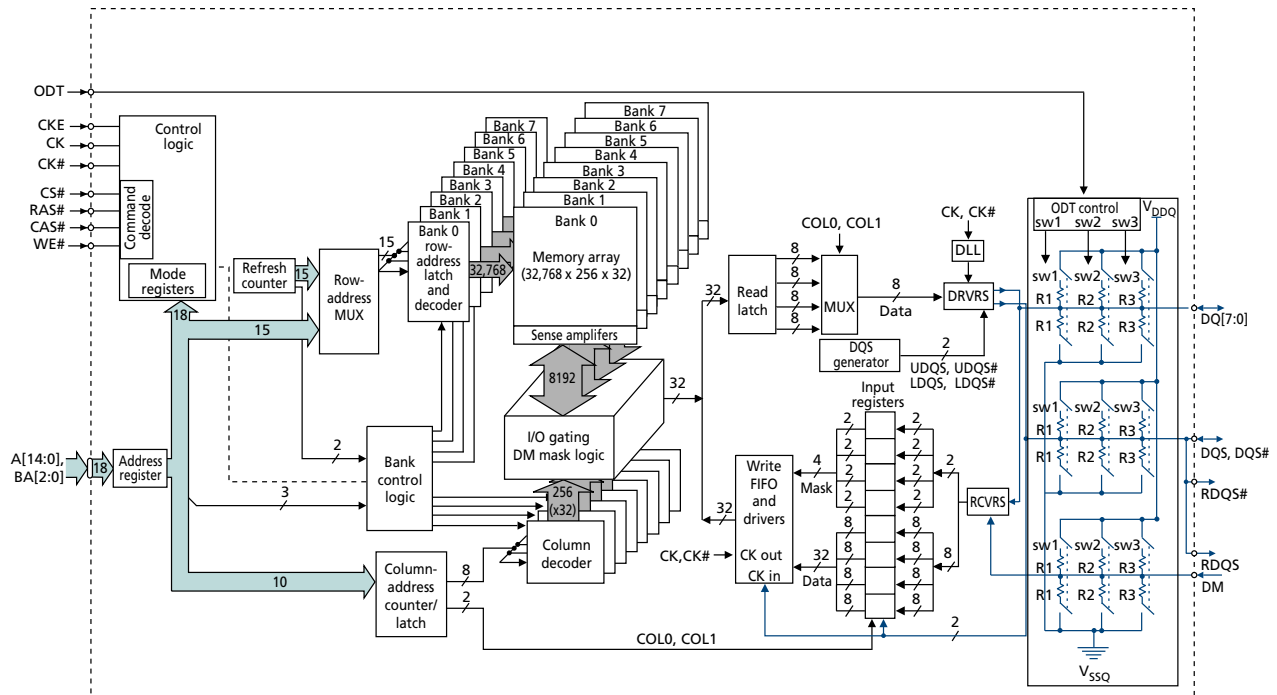 ODT
CKE
CK
CK#
CS#
RAS#
CAS#
WE#
Control
logic
Command
decode
Mode
registers
Refresh
counter
15
18
15
Row-
address
MUX
15
Bank 7
Bank 6
Bank 5
Bank 4
Bank 3
Bank 2
Bank 1
Bank 0
row-
address
latch
and
decoder
32,768
Bank 7
Bank 6
Bank 5
Bank 4
Bank 3
Bank 2
Bank 1
Bank 0
Memory array
(32,768 x 256 x 32)
Sense amplifers
8192
I/O gating
DM mask logic
32
256
(x32)
Column
decoder
A[14:0],
BA[2:0]
18
Address
register
2
3
Bank
control
logic
10
Column-
address
counter/
latch
8
2
COL0, COL1
32
Read
latch
8
8
8
8
COL0, COL1
MUX
8
Data
CK, CK#
DLL
DRVRS
DQS
generator
2
UDQS, UDQS#
LDQS, LDQS#
Input
registers
2
2
2
2
2
2
2
2
8
8
8
8
8
8
8
8
2
8
4
Mask
32
Data
32
Write
FIFO
and
drivers
CK out
CK in
CK,CK#
RCVRS
2
ODT control
sw1 sw2 sw3
VDDQ
sw1 sw2 sw3
R1 R2 R3
R1 R2 R3
sw1 sw2 sw3
R1 R2 R3
R1 R2 R3
sw1 sw2 sw3
R1 R2 R3
R1 R2 R3
VSSQ
DQ[7:0]
DQS, DQS#
RDQS#
RDQS
DM